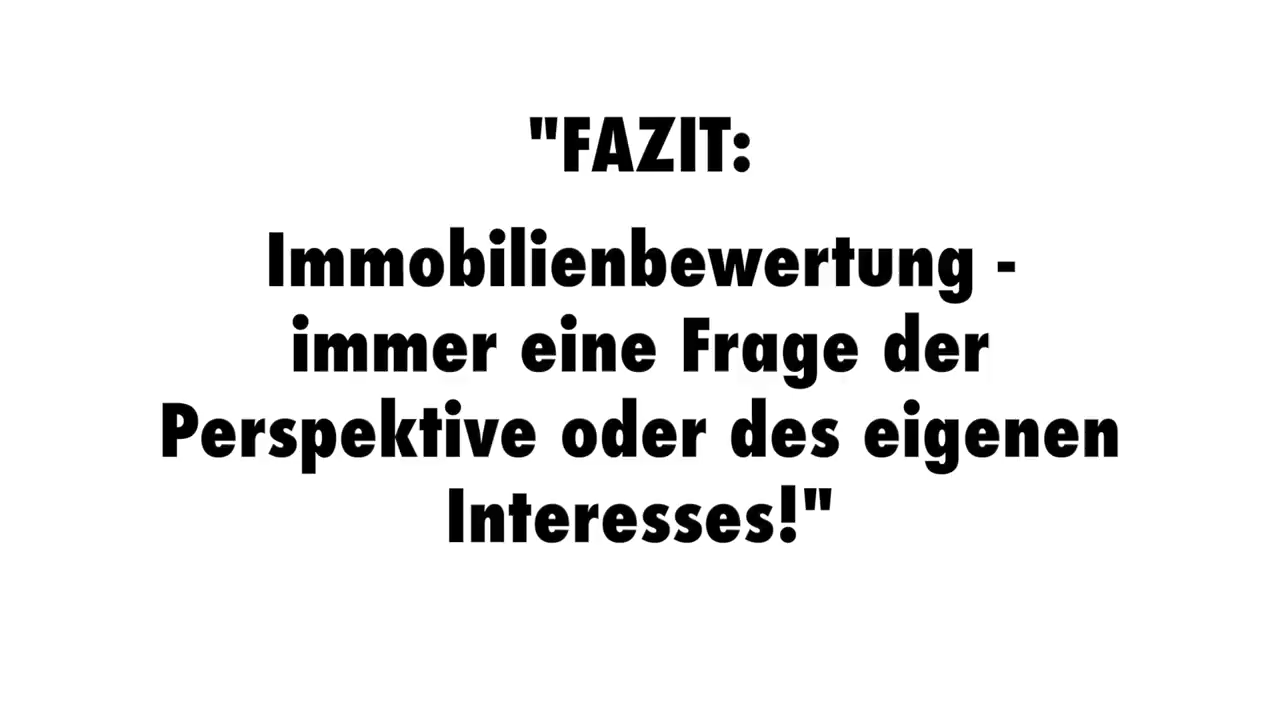 "FAZIT:
Immobilienbewertung -
immer eine Frage der
Perspektive oder des eigenen
Interesses!"